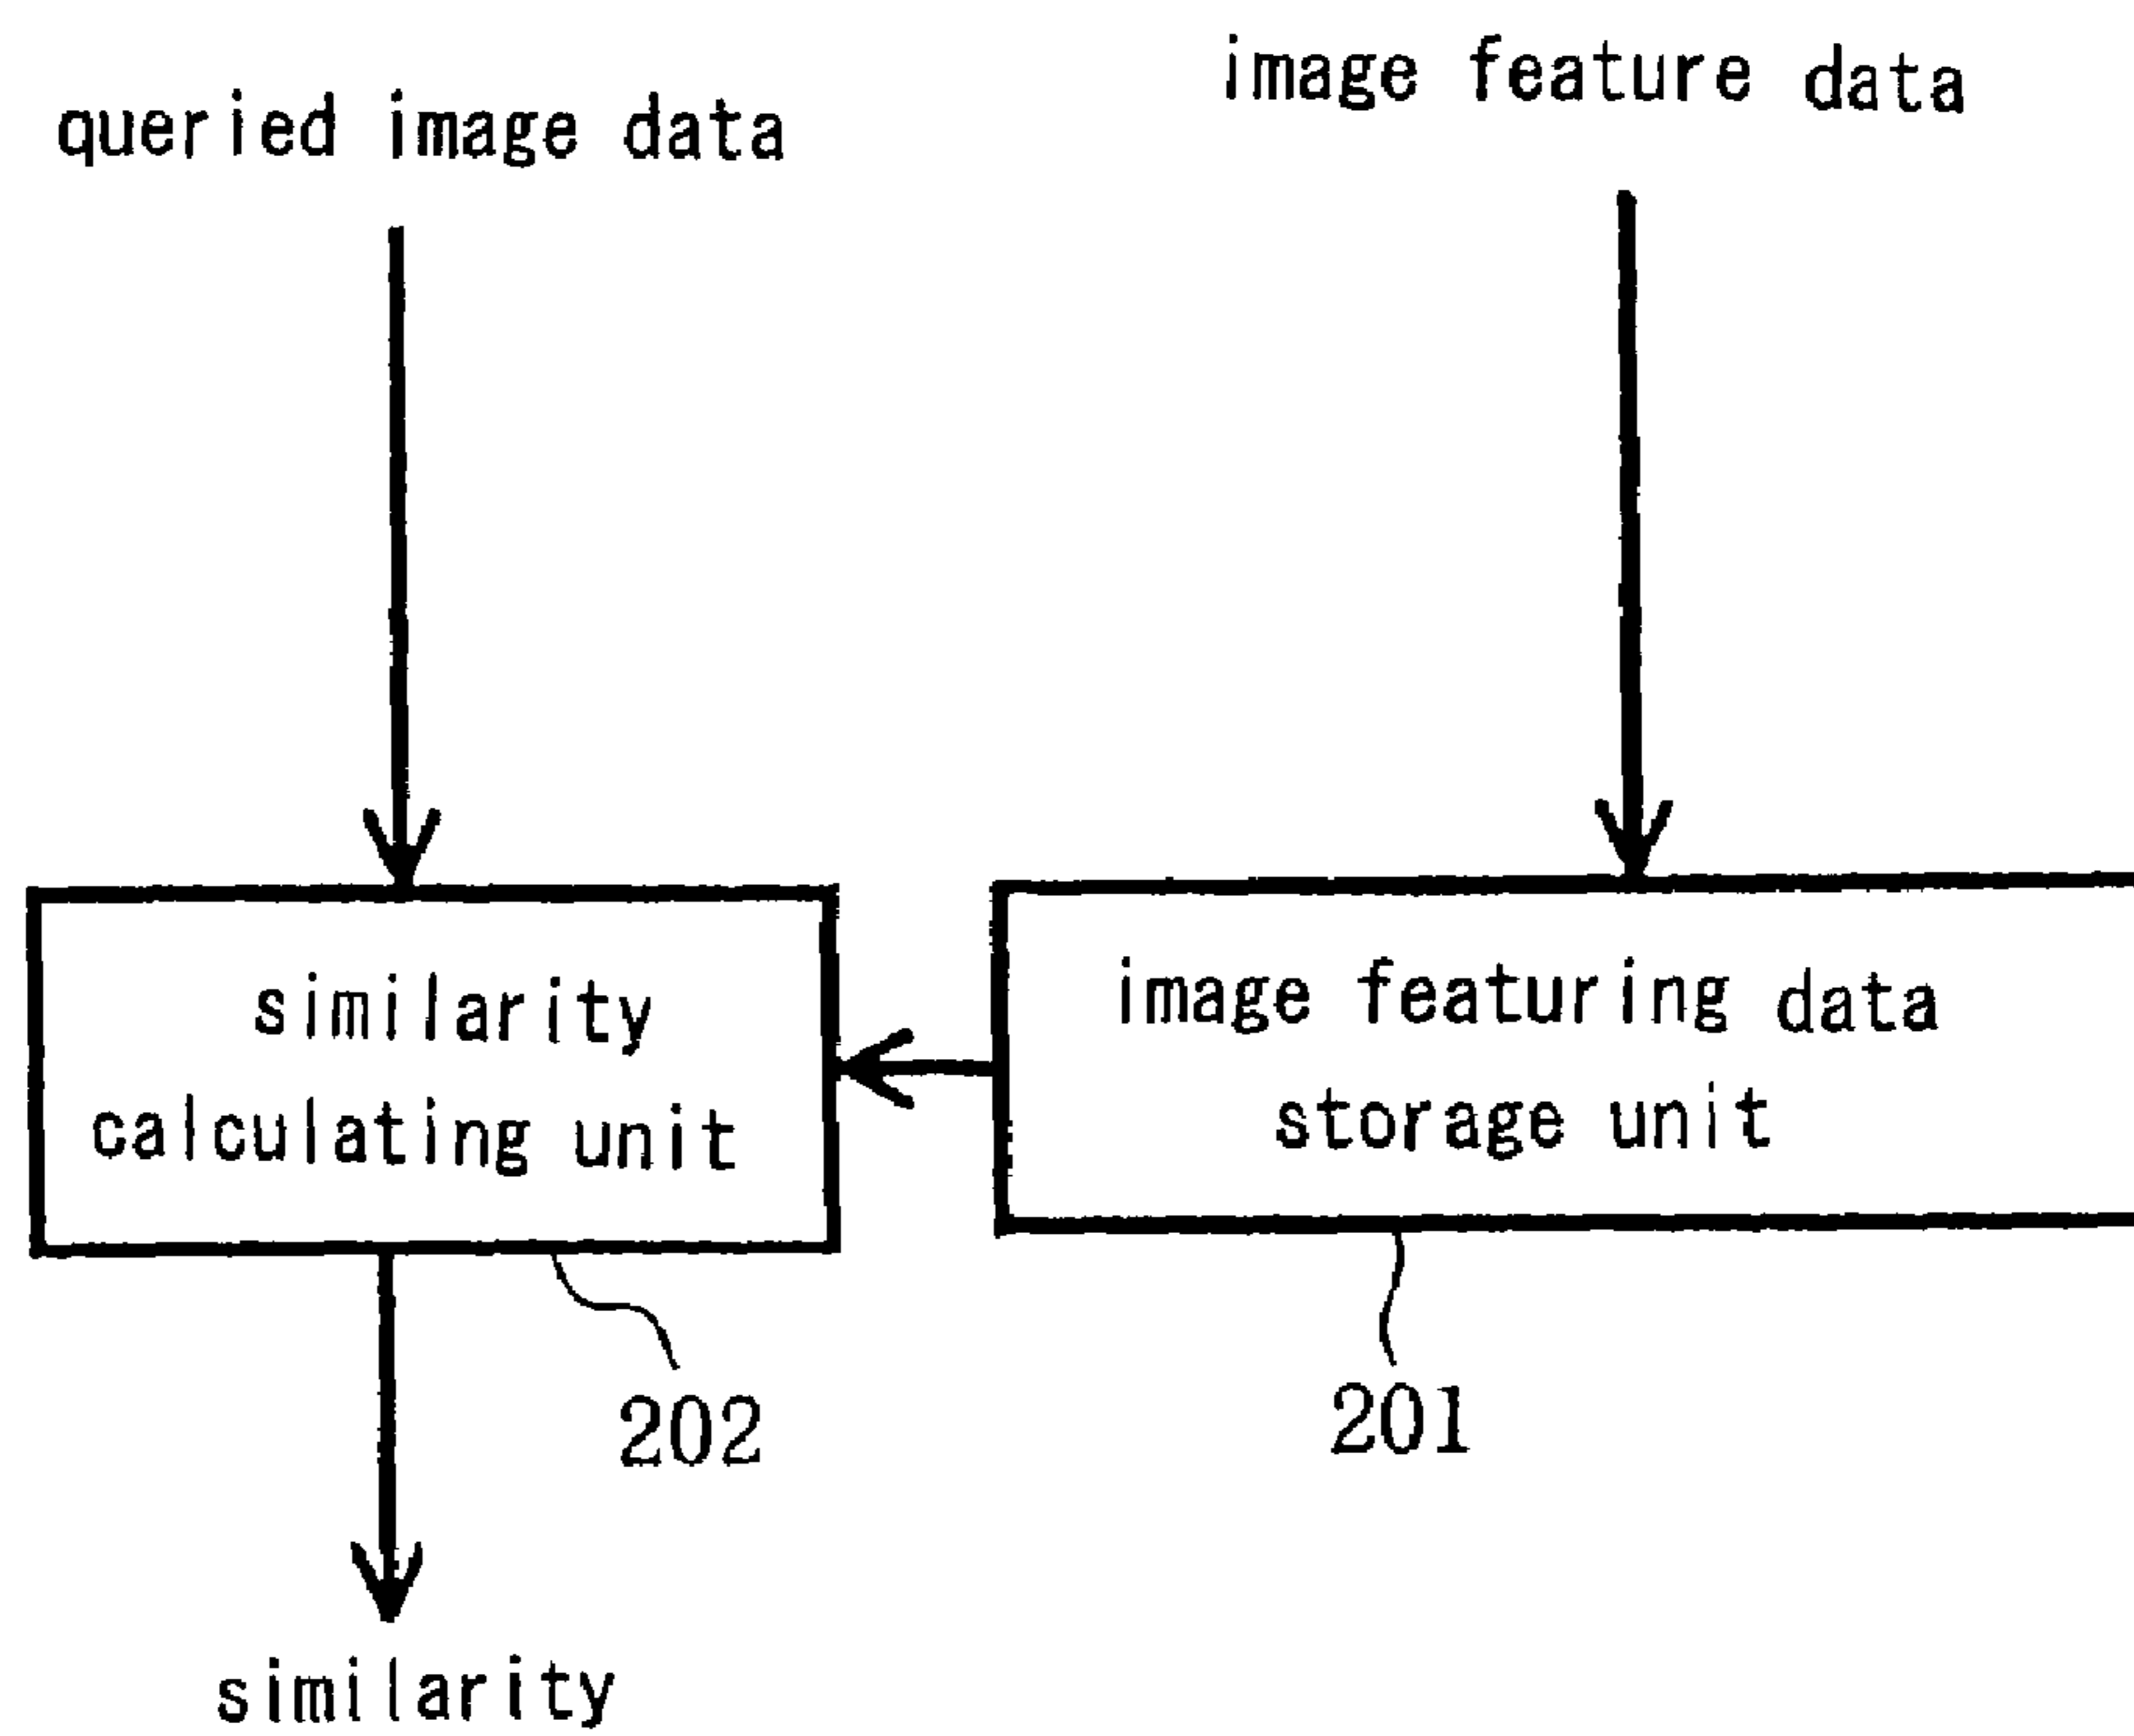 queried image data
image feature data
similarity
calculating unit
image featuring data
storage unit
202
201
similarity